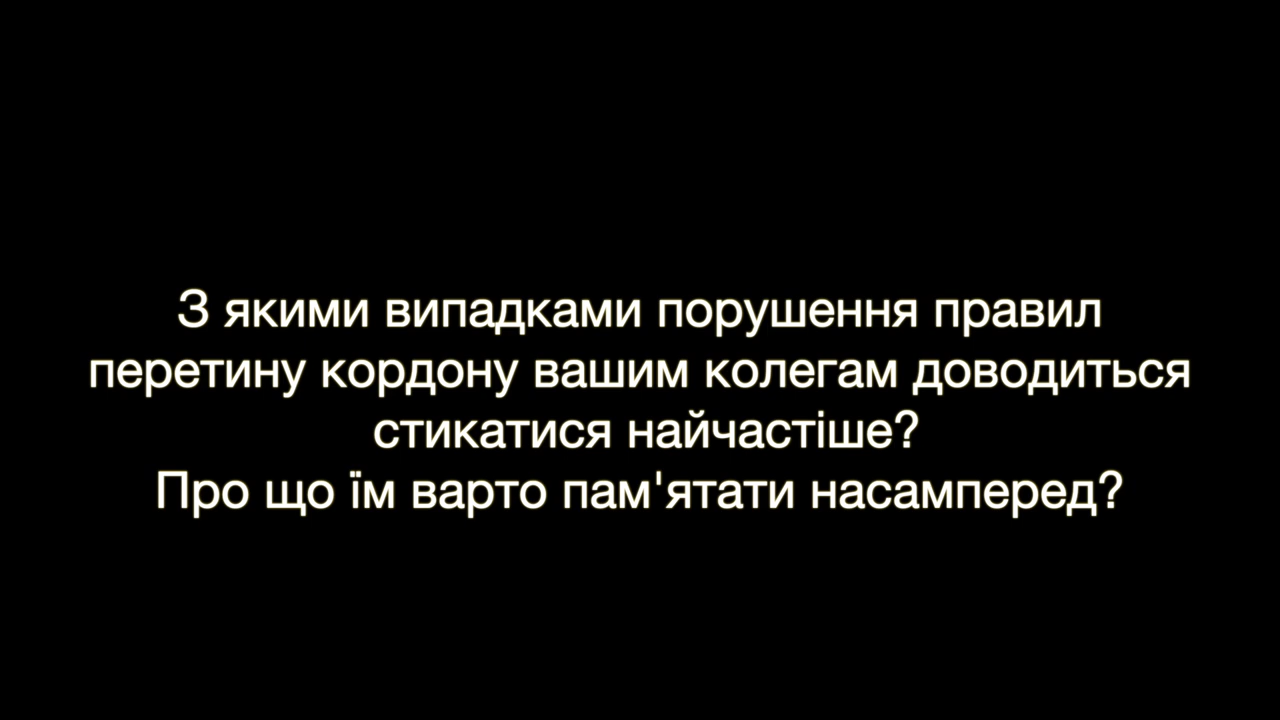 З якими випадками порушення правил
перетину кордону вашим колегам доводиться
стикатися найчастіше?
Про що їм варто пам'ятати насамперед?